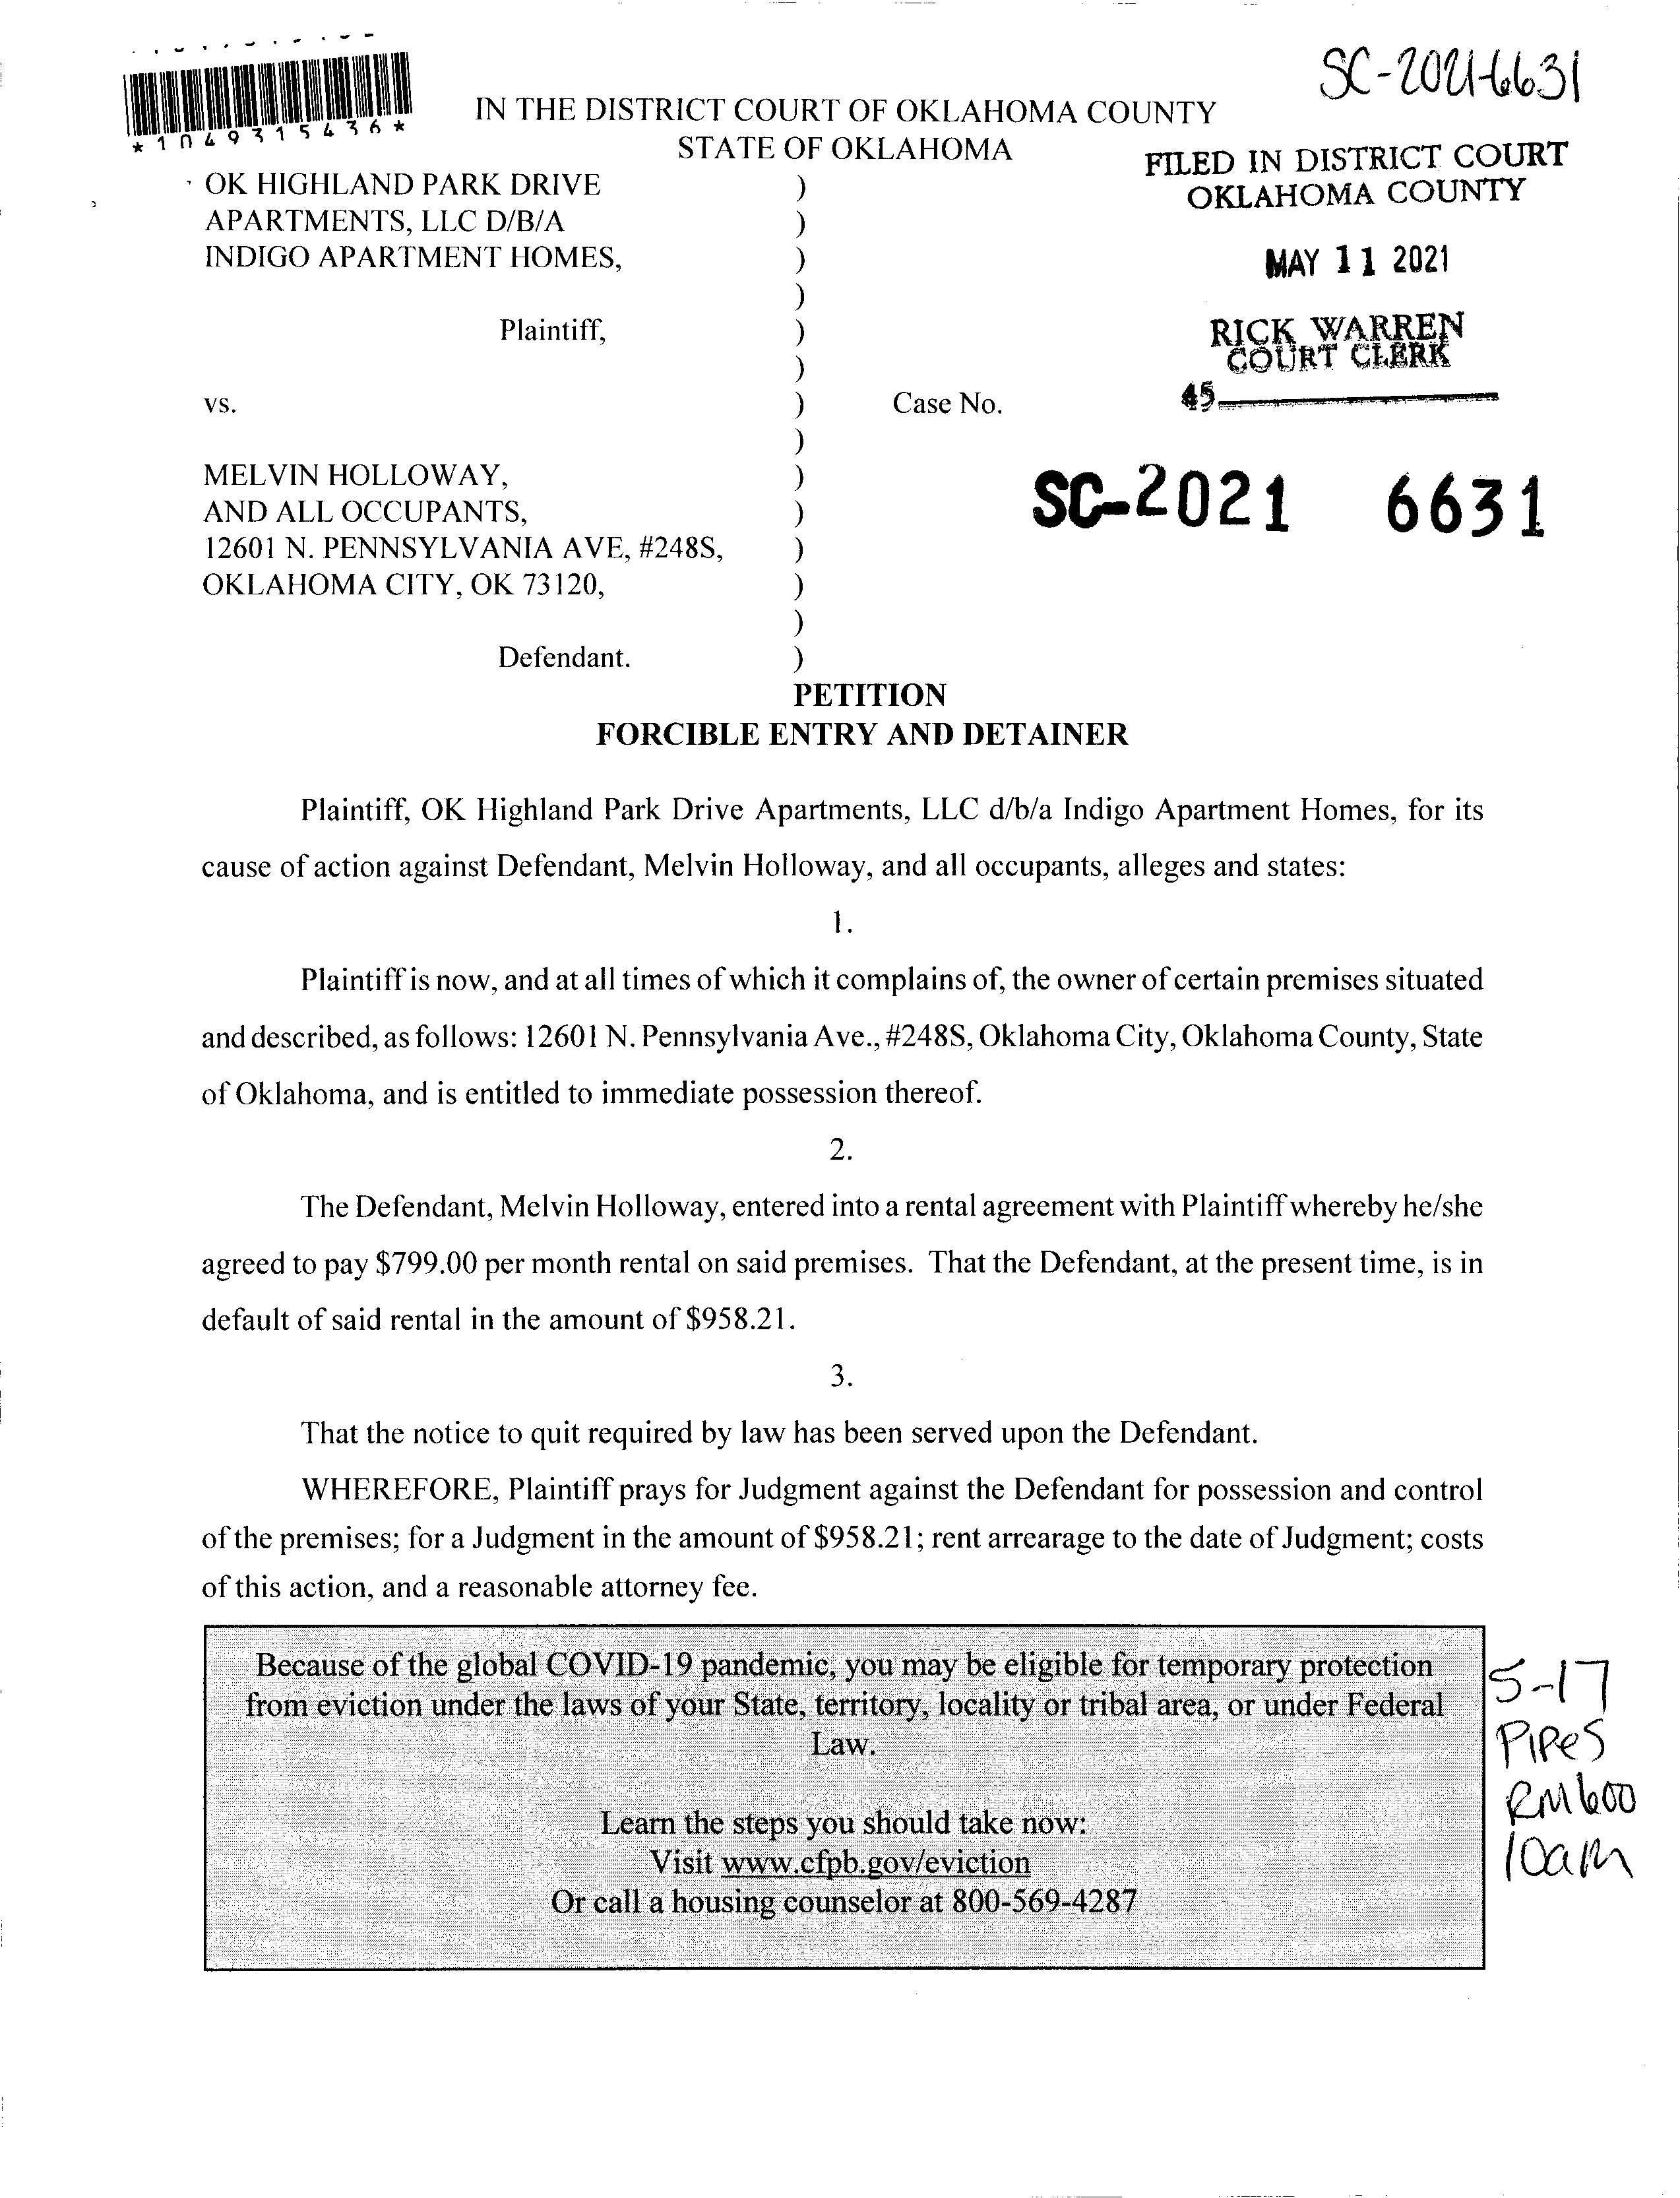 SC-2021-6631
*1049315436*
IN THE DISTRICT COURT OF OKLAHOMA COUNTY
STATE OF OKLAHOMA
FILED IN DISTRICT COURT
OKLAHOMA COUNTY
MAY 11 2021
RICK WARREN
COURT CLERK
45
OK HIGHLAND PARK DRIVE )
APARTMENTS, LLC D/B/A )
INDIGO APARTMENT HOMES, )
)
Plaintiff, )
)
vs. ) Case No.
)
SC-2021 6631
MELVIN HOLLOWAY, )
AND ALL OCCUPANTS, )
12601 N. PENNSYLVANIA AVE, #248S, )
OKLAHOMA CITY, OK 73120, )
)
Defendant. )
PETITION
FORCIBLE ENTRY AND DETAINER
Plaintiff, OK Highland Park Drive Apartments, LLC d/b/a Indigo Apartment Homes, for its
cause of action against Defendant, Melvin Holloway, and all occupants, alleges and states:
1.
Plaintiff is now, and at all times of which it complains of, the owner of certain premises situated
and described, as follows: 12601 N. Pennsylvania Ave., #248S, Oklahoma City, Oklahoma County, State
of Oklahoma, and is entitled to immediate possession thereof.
2.
The Defendant, Melvin Holloway, entered into a rental agreement with Plaintiff whereby he/she
agreed to pay $799.00 per month rental on said premises. That the Defendant, at the present time, is in
default of said rental in the amount of $958.21.
3.
That the notice to quit required by law has been served upon the Defendant.
WHEREFORE, Plaintiff prays for Judgment against the Defendant for possession and control
of the premises; for a Judgment in the amount of $958.21; rent arrearage to the date of Judgment; costs
of this action, and a reasonable attorney fee.
Because of the global COVID-19 pandemic, you may be eligible for temporary protection
from eviction under the laws of your State, territory, locality or tribal area, or under Federal
Law.
Learn the steps you should take now:
Visit www.cfpb.gov/eviction
Or call a housing counselor at 800-569-4287
5-17
PIPES
RM 600
10am